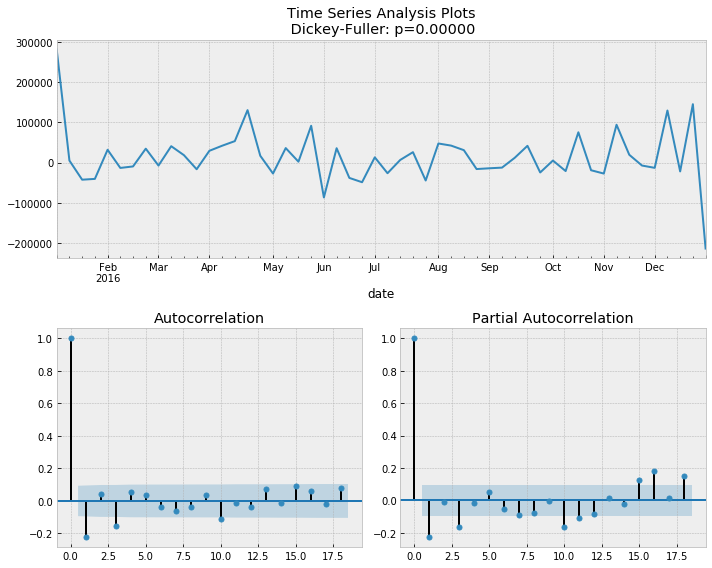 Time Series Analysis Plots
Dickey-Fuller: p=0.00000
300000
200000
100000
0
−100000
−200000
Feb Mar Apr May Jun Jul Aug Sep Oct Nov Dec
2016
date
Autocorrelation
1.0
0.8
0.6
0.4
0.2
0.0
−0.2
0.0 2.5 5.0 7.5 10.0 12.5 15.0 17.5
Partial Autocorrelation
1.0
0.8
0.6
0.4
0.2
0.0
−0.2
0.0 2.5 5.0 7.5 10.0 12.5 15.0 17.5